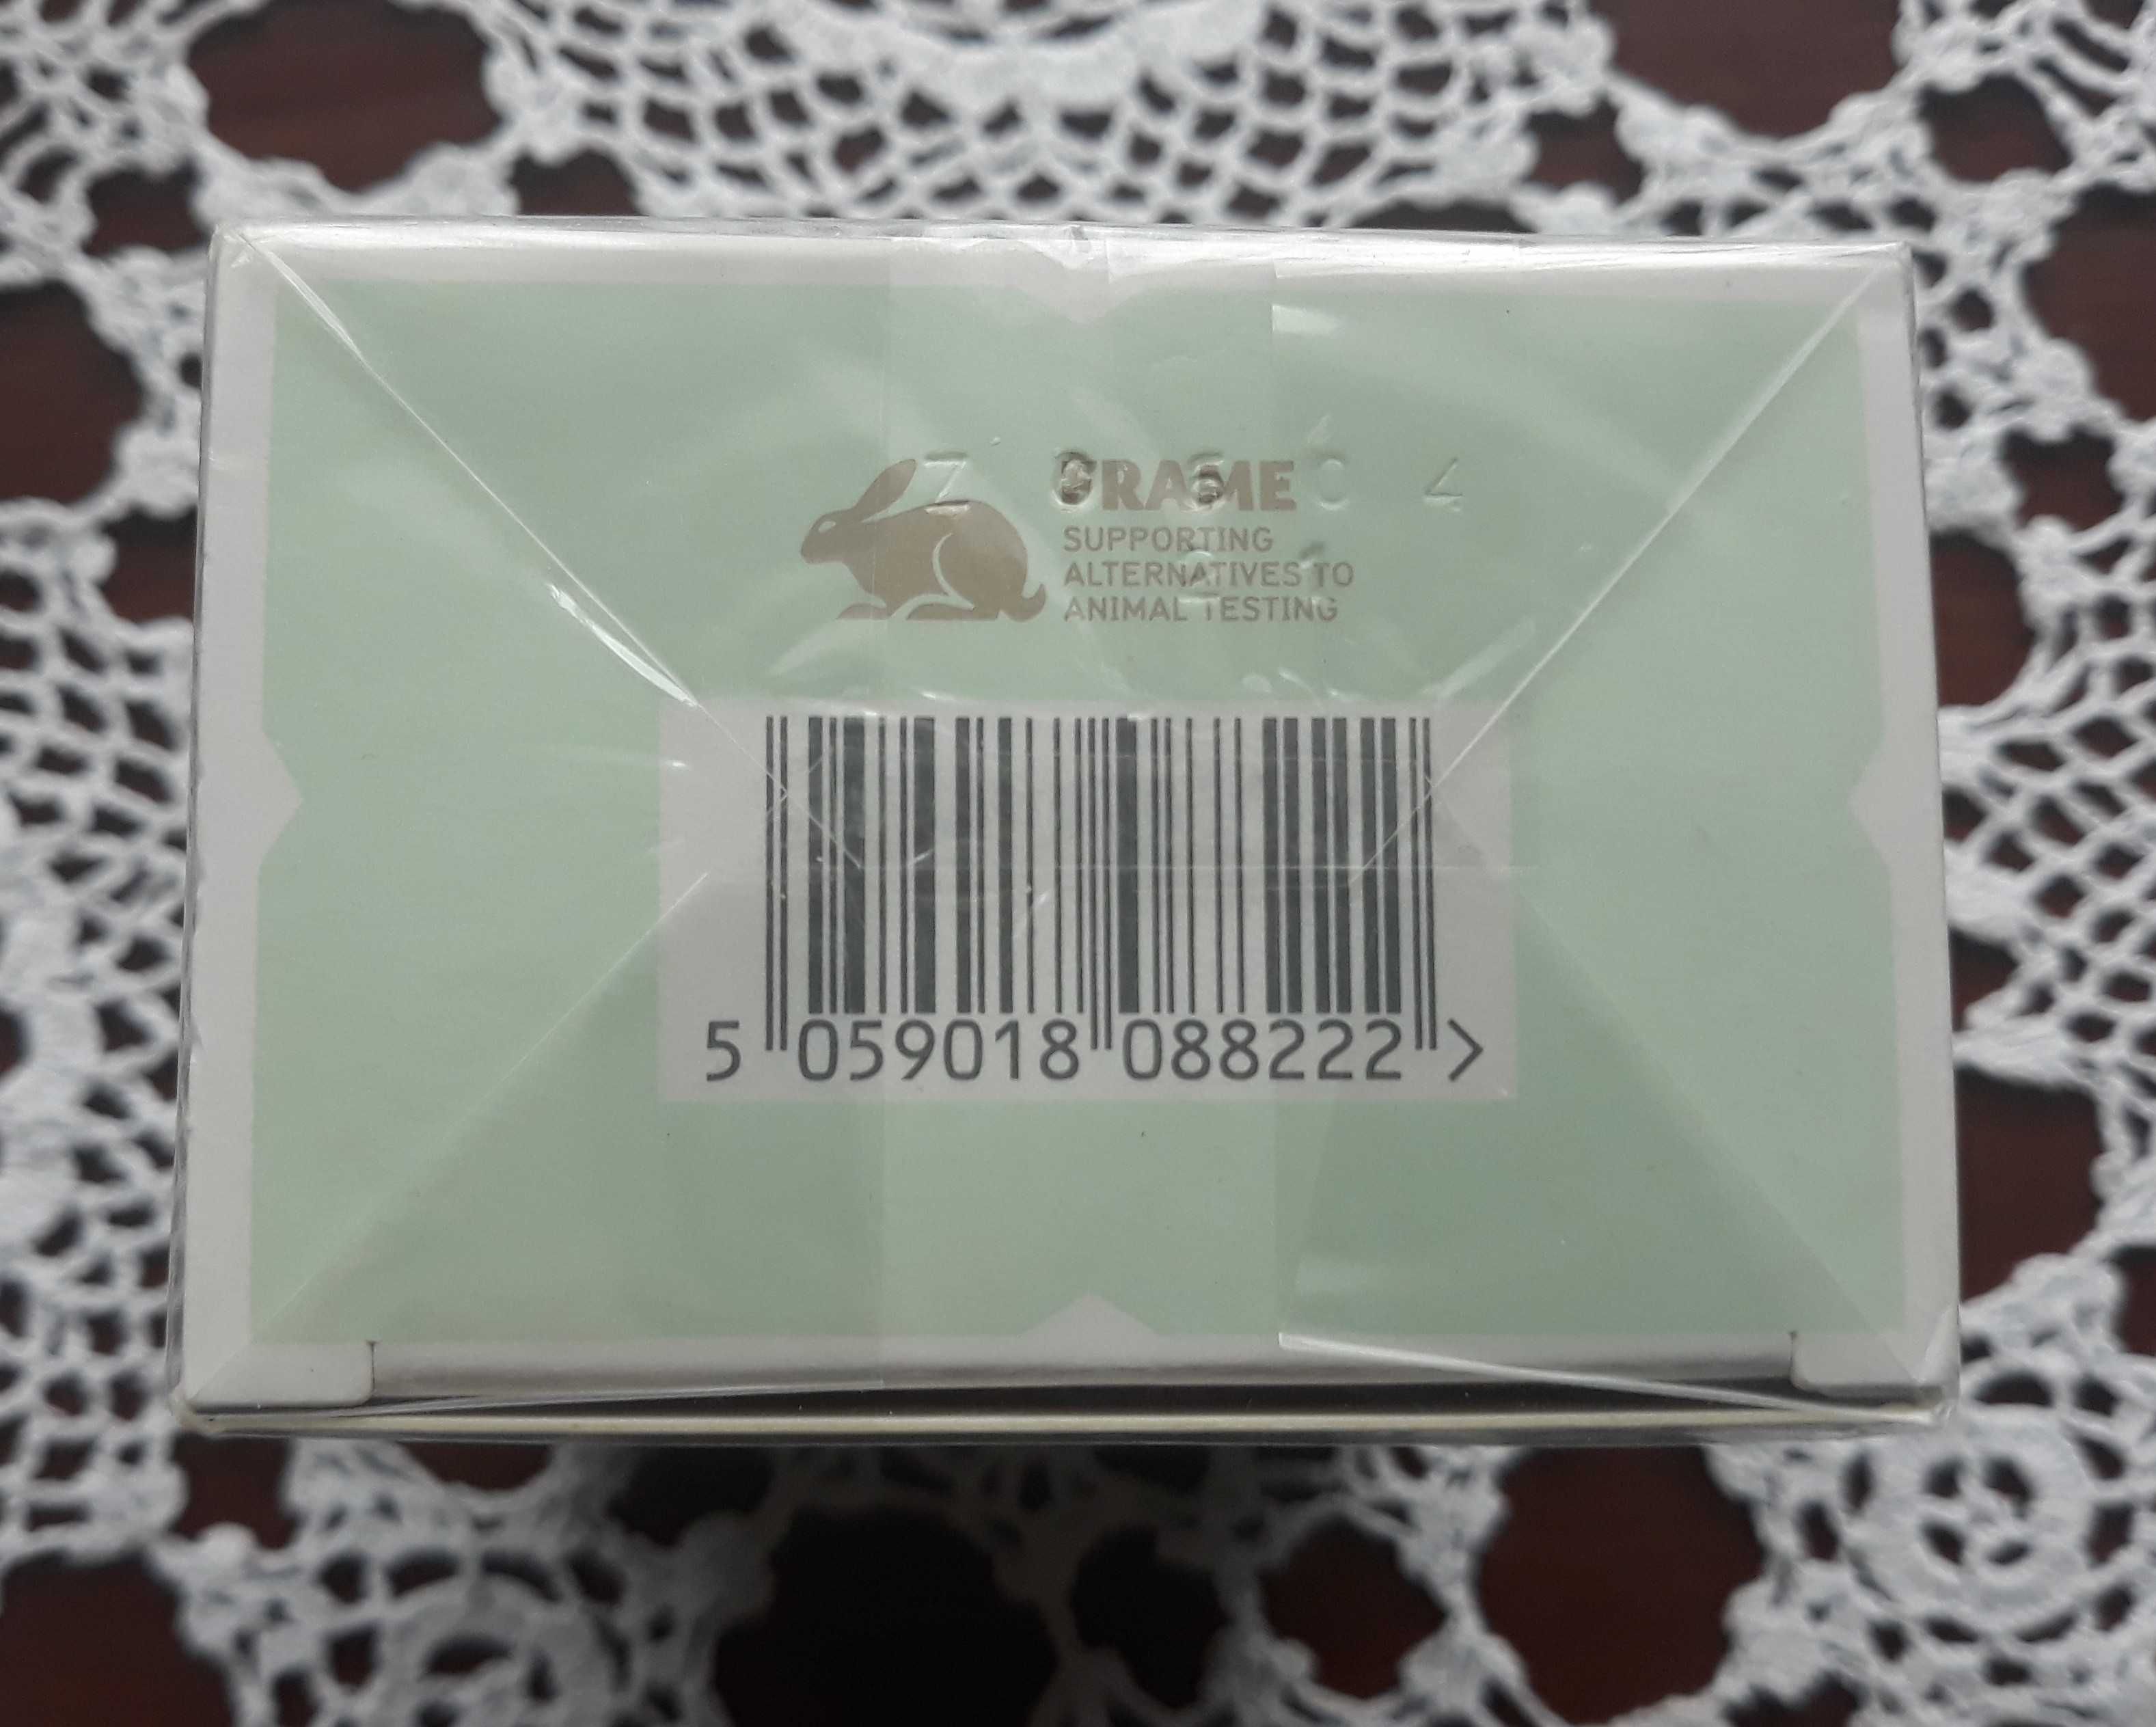 FRAME
SUPPORTING
ALTERNATIVES TO
ANIMAL TESTING
5 059018 088222 >